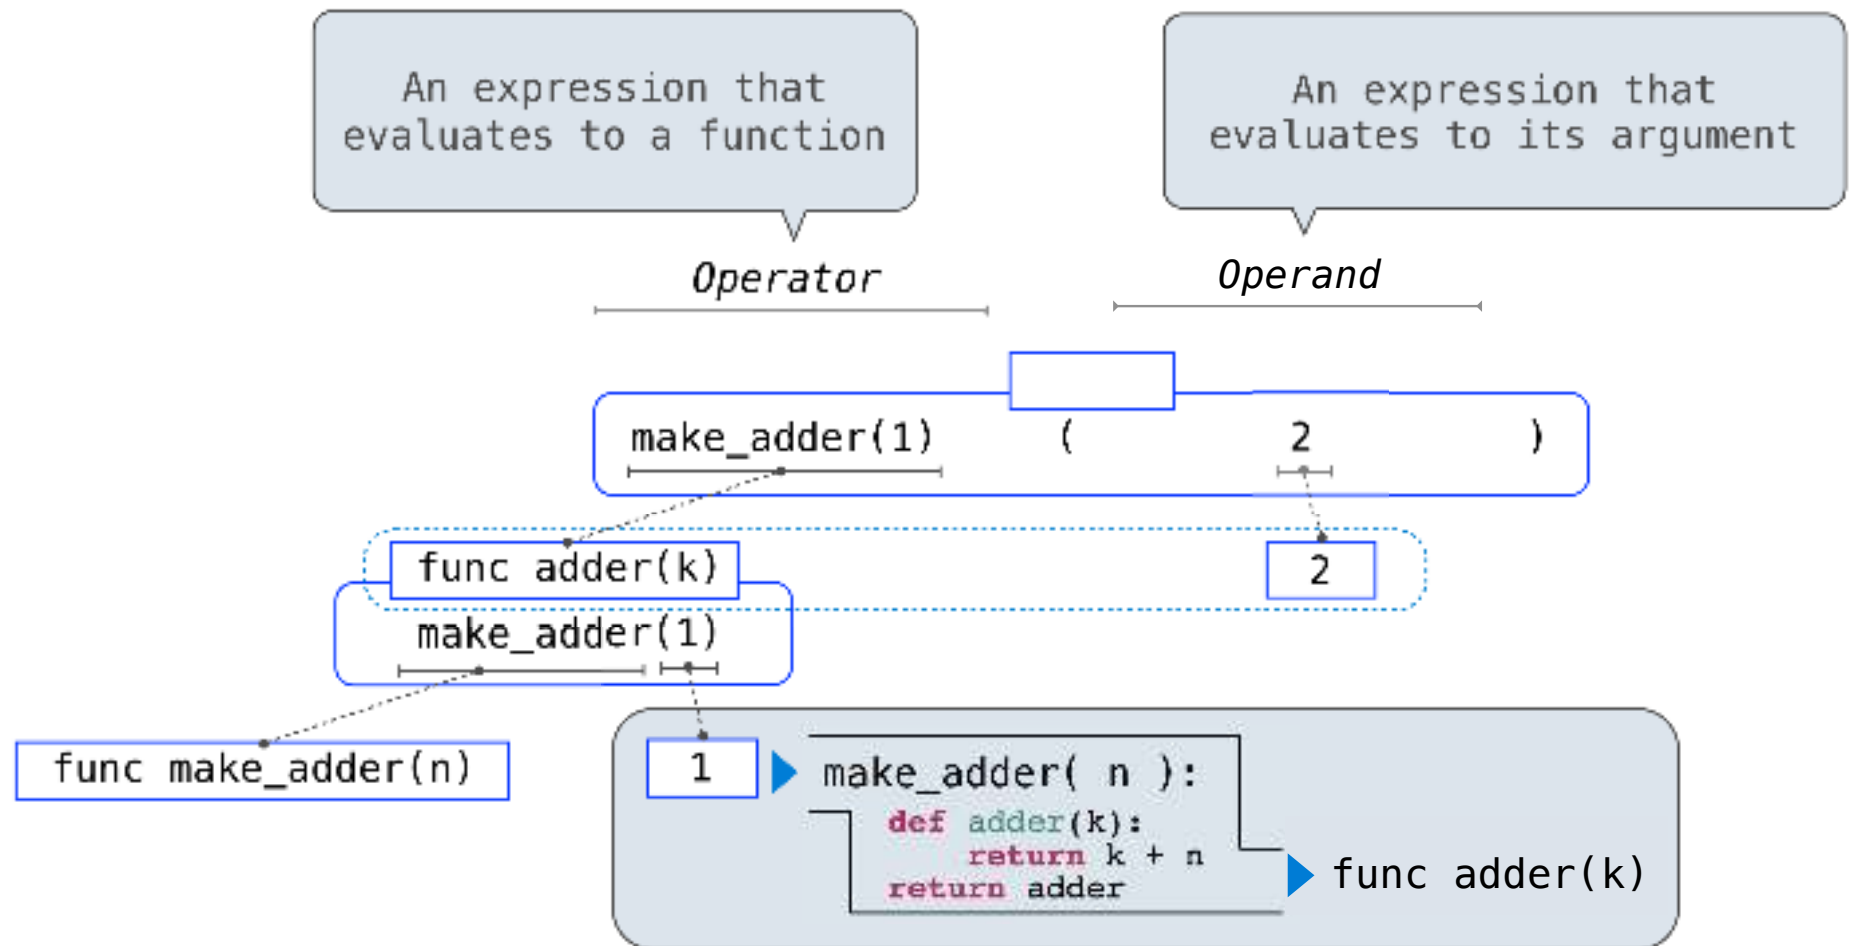 An expression that
evaluates to a function
An expression that
evaluates to its argument
Operator
Operand
make_adder(1) ( 2 )
func adder(k)
2
make_adder(1)
func make_adder(n)
1
make_adder( n ):
def adder(k):
return k + n
return adder
func adder(k)